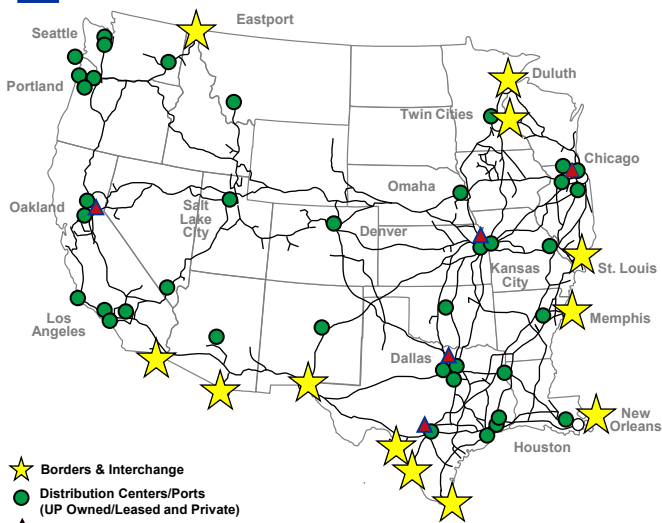 Eastport
Seattle
Duluth
Portland
Twin Cities
Chicago
Omaha
Oakland
Salt
Lake
City
Denver
St. Louis
Kansas
City
Los
Angeles
Memphis
Dallas
New
Orleans
Houston
Borders & Interchange
Distribution Centers/Ports
(UP Owned/Leased and Private)